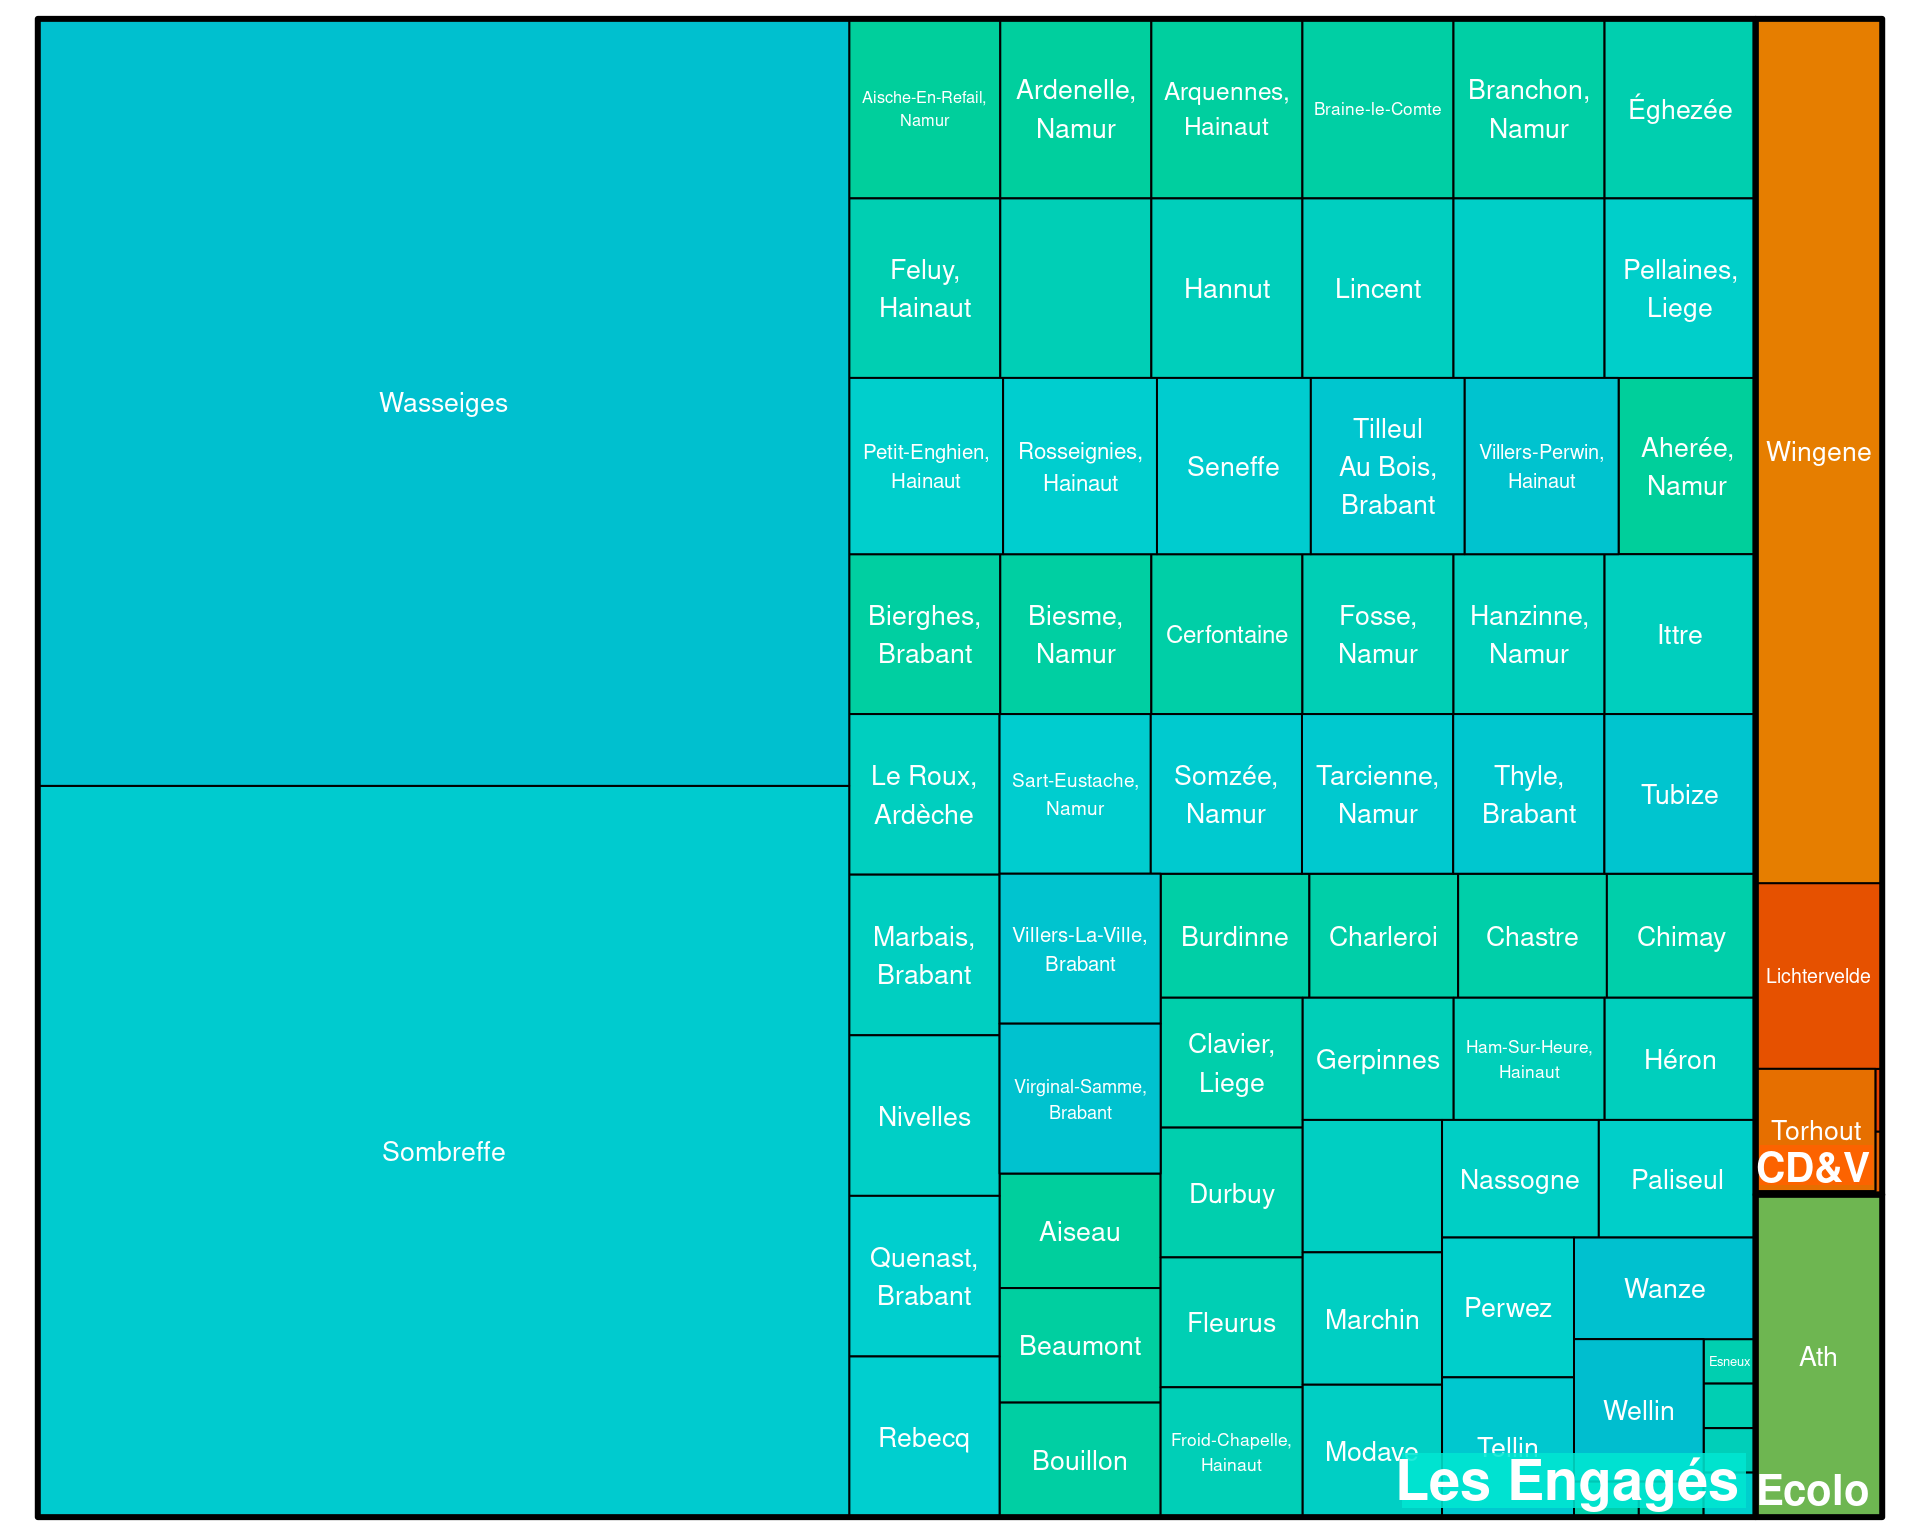 Wasseiges
Sombreffe
Aische-En-Refail,
Namur
Ardenelle,
Namur
Arquennes,
Hainaut
Braine-le-Comte
Branchon,
Namur
Éghezée
Feluy,
Hainaut
Hannut
Lincent
Pellaines,
Liege
Petit-Enghien,
Hainaut
Rosseignies,
Hainaut
Seneffe
Tilleul
Au Bois,
Brabant
Villers-Perwin,
Hainaut
Aherée,
Namur
Bierghes,
Brabant
Biesme,
Namur
Cerfontaine
Fosse,
Namur
Hanzinne,
Namur
Ittre
Le Roux,
Ardèche
Sart-Eustache,
Namur
Somzée,
Namur
Tarcienne,
Namur
Thyle,
Brabant
Tubize
Marbais,
Brabant
Nivelles
Quenast,
Brabant
Rebecq
Villers-La-Ville,
Brabant
Virginal-Samme,
Brabant
Aiseau
Beaumont
Bouillon
Burdinne
Charleroi
Chastre
Chimay
Clavier,
Liege
Durbuy
Fleurus
Froid-Chapelle,
Hainaut
Gerpinnes
Ham-Sur-Heure,
Hainaut
Héron
Marchin
Modave
Nassogne
Paliseul
Perwez
Tellin
Wanze
Wellin
Esneux
Les Engagés
Wingene
Lichtervelde
Torhout
CD&V
Ath
Ecolo